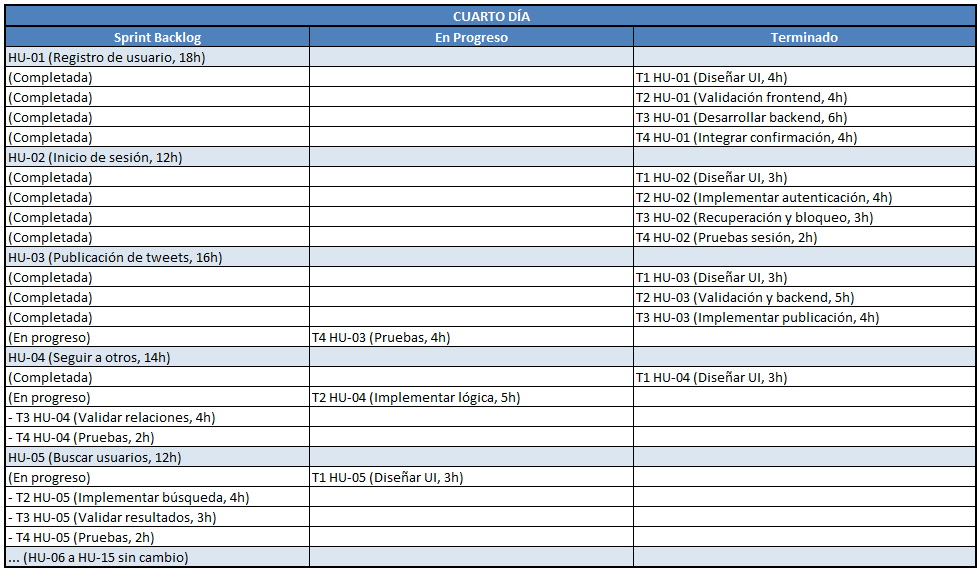 CUARTO DÍA
Sprint Backlog En Progreso Terminado
HU-01 (Registro de usuario, 18h)
(Completada) T1 HU-01 (Diseñar UI, 4h)
(Completada) T2 HU-01 (Validación frontend, 4h)
(Completada) T3 HU-01 (Desarrollar backend, 6h)
(Completada) T4 HU-01 (Integrar confirmación, 4h)
HU-02 (Inicio de sesión, 12h)
(Completada) T1 HU-02 (Diseñar UI, 3h)
(Completada) T2 HU-02 (Implementar autenticación, 4h)
(Completada) T3 HU-02 (Recuperación y bloqueo, 3h)
(Completada) T4 HU-02 (Pruebas sesión, 2h)
HU-03 (Publicación de tweets, 16h)
(Completada) T1 HU-03 (Diseñar UI, 3h)
(Completada) T2 HU-03 (Validación y backend, 5h)
(Completada) T3 HU-03 (Implementar publicación, 4h)
(En progreso) T4 HU-03 (Pruebas, 4h)
HU-04 (Seguir a otros, 14h)
(Completada) T1 HU-04 (Diseñar UI, 3h)
(En progreso) T2 HU-04 (Implementar lógica, 5h)
- T3 HU-04 (Validar relaciones, 4h)
- T4 HU-04 (Pruebas, 2h)
HU-05 (Buscar usuarios, 12h)
(En progreso) T1 HU-05 (Diseñar UI, 3h)
- T2 HU-05 (Implementar búsqueda, 4h)
- T3 HU-05 (Validar resultados, 3h)
- T4 HU-05 (Pruebas, 2h)
... (HU-06 a HU-15 sin cambio)